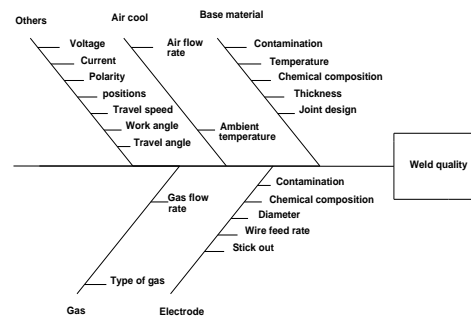 Others
Air cool
Base material
Voltage
Current
Polarity
positions
Travel speed
Work angle
Travel angle
Air flow
rate
Ambient
temperature
Contamination
Temperature
Chemical composition
Thickness
Joint design
Weld quality
Gas flow
rate
Type of gas
Contamination
Chemical composition
Diameter
Wire feed rate
Stick out
Gas
Electrode